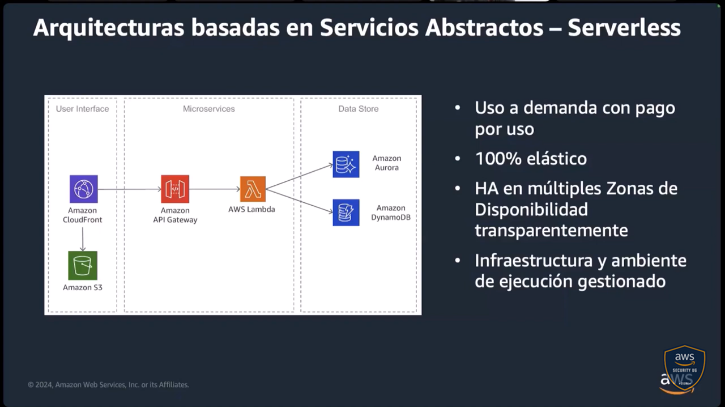 Arquitecturas basadas en Servicios Abstractos – Serverless
User Interface
Microservices
Data Store
Amazon
CloudFront
Amazon S3
Amazon
API Gateway
AWS Lambda
Amazon
Aurora
Amazon
DynamoDB
• Uso a demanda con pago
por uso
• 100% elástico
• HA en múltiples Zonas de
Disponibilidad
transparentemente
• Infraestructura y ambiente
de ejecución gestionado
© 2024, Amazon Web Services, Inc. or its Affiliates.
aws
SECURITY
aws